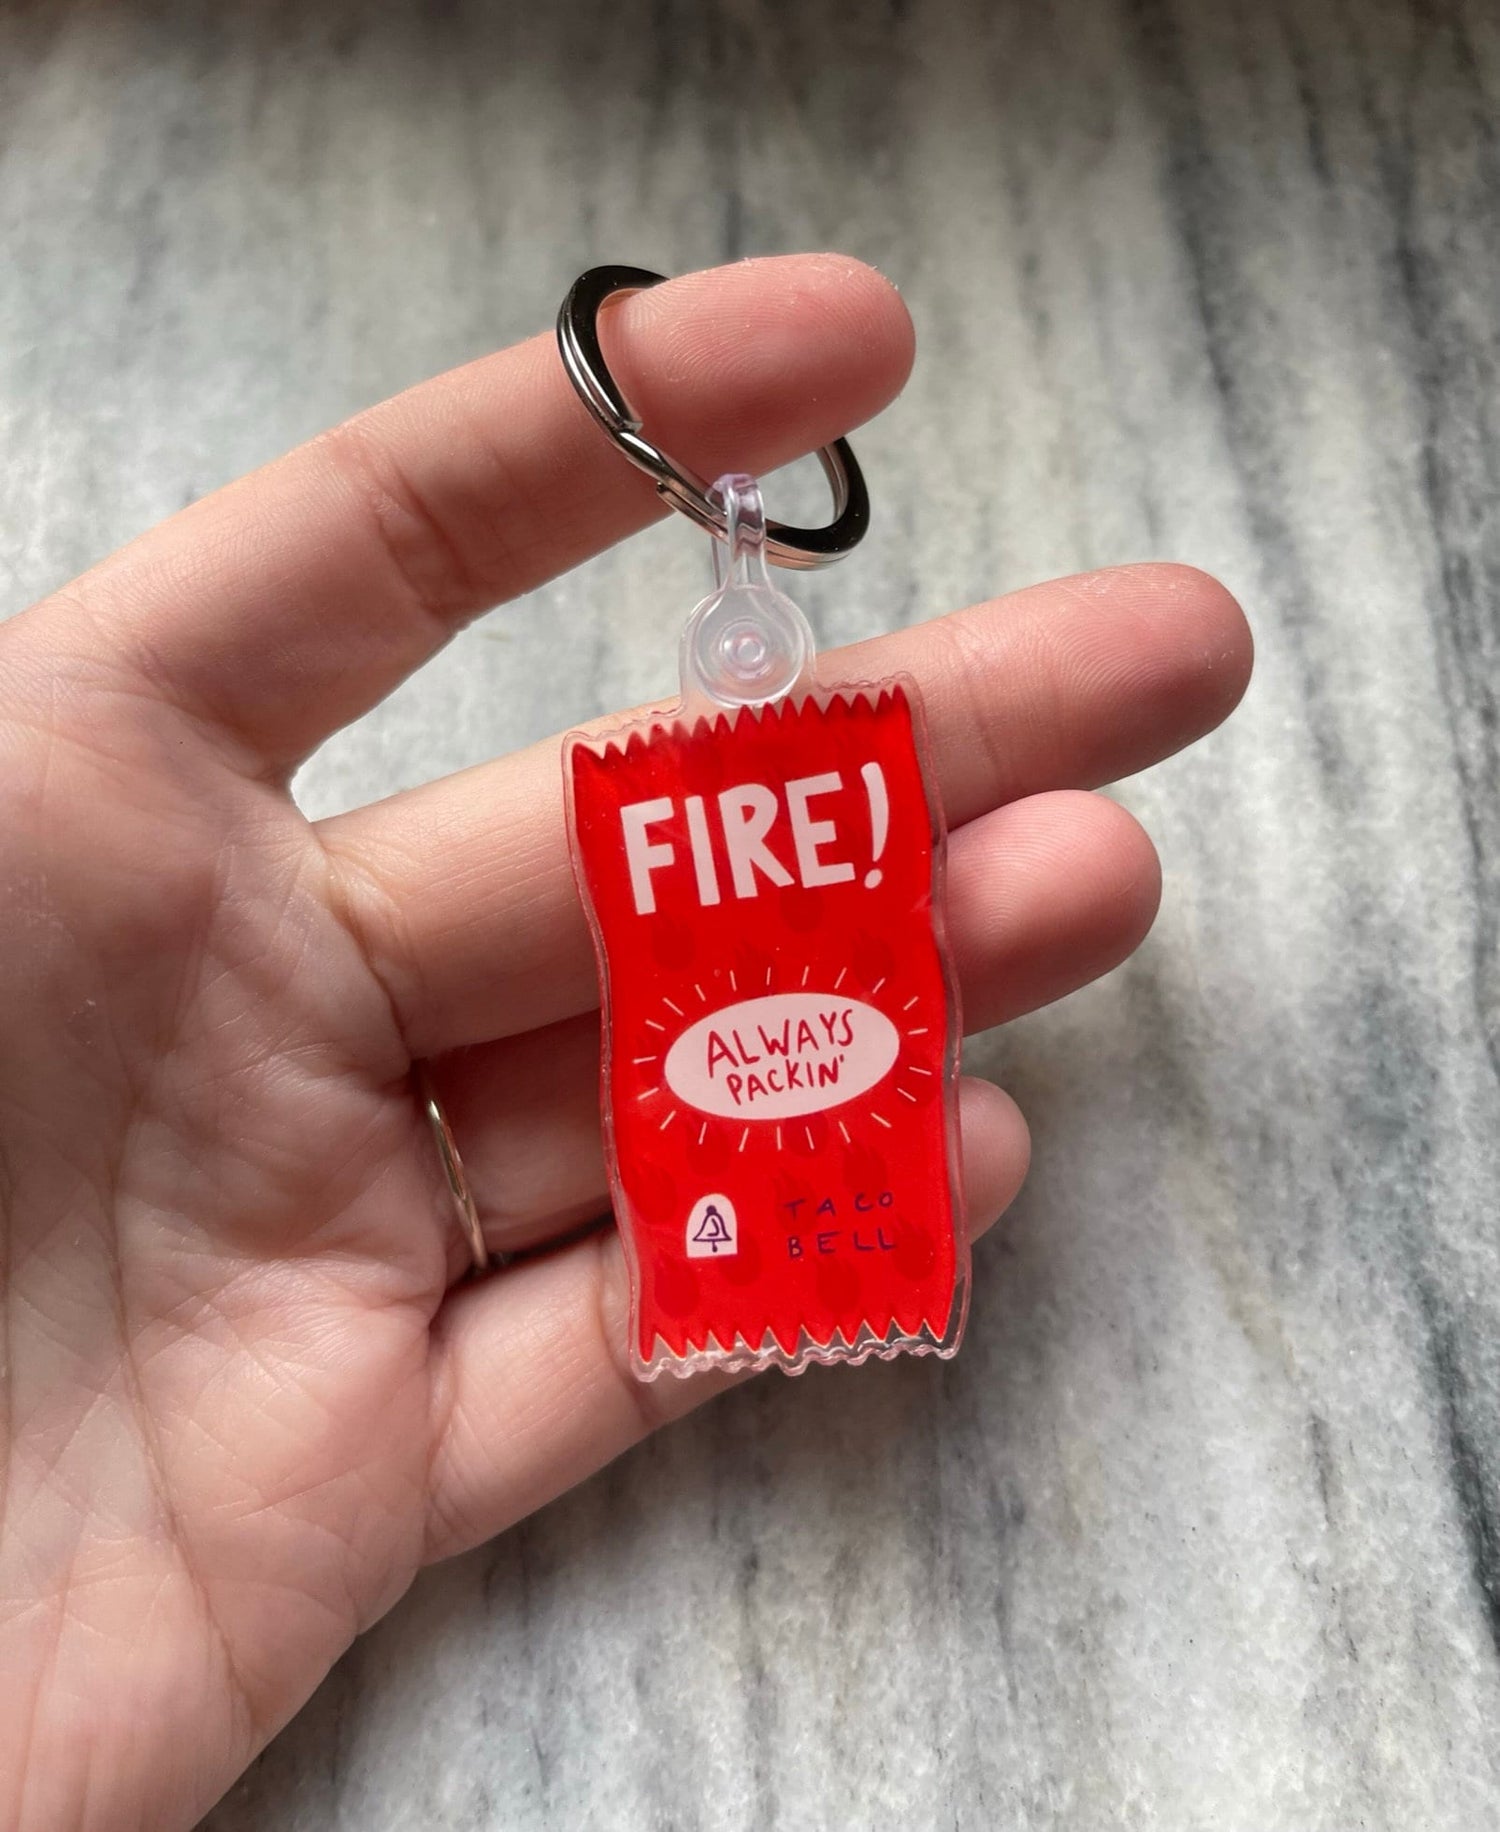 FIRE!
ALWAYS
PACKIN'
TACO
BELL